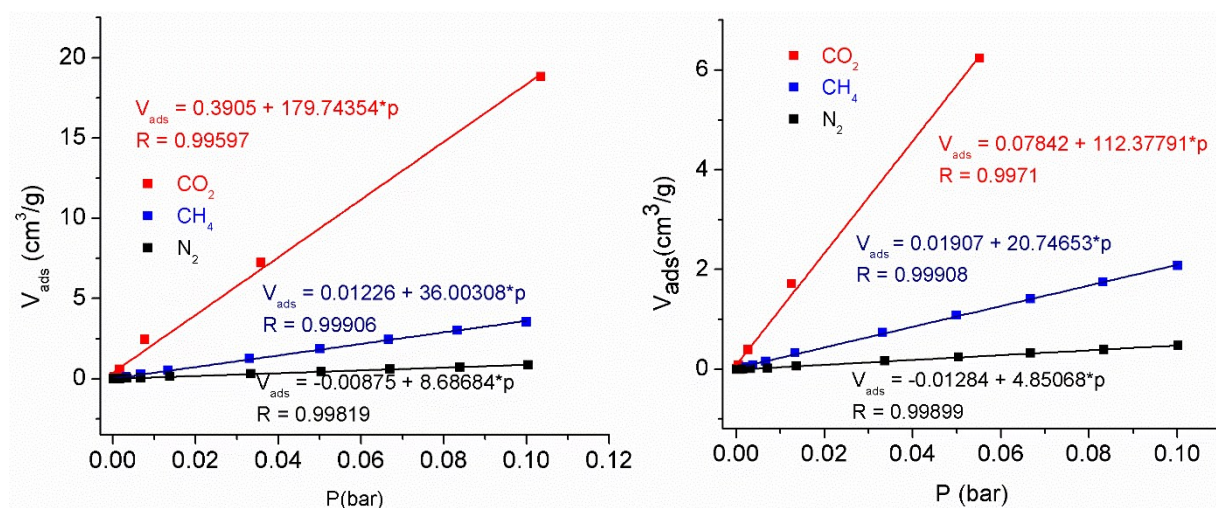 20
15
10
5
0
V_ads (cm³/g)
V_ads = 0.3905 + 179.74354*p
R = 0.99597
CO₂
CH₄
N₂
V_ads = 0.01226 + 36.00308*p
R = 0.99906
V_ads = -0.00875 + 8.68684*p
R = 0.99819
0.00 0.02 0.04 0.06 0.08 0.10 0.12
P(bar)
6
4
2
0
V_ads(cm³/g)
CO₂
CH₄
N₂
V_ads = 0.07842 + 112.37791*p
R = 0.9971
V_ads = 0.01907 + 20.74653*p
R = 0.99908
V_ads = -0.01284 + 4.85068*p
R = 0.99899
0.00 0.02 0.04 0.06 0.08 0.10
P (bar)